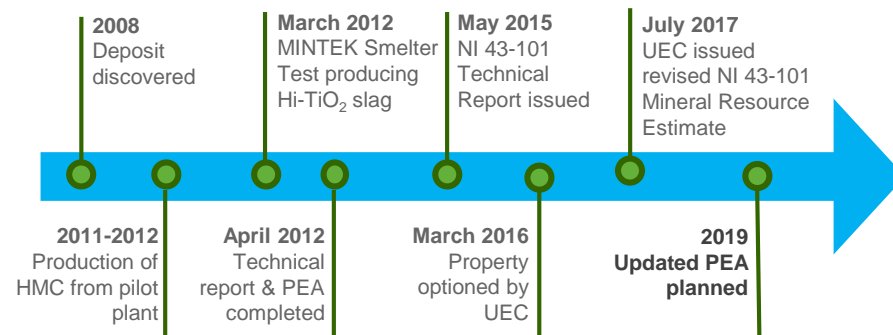 2008
Deposit
discovered
March 2012
MINTEK Smelter
Test producing
Hi-TiO₂ slag
May 2015
NI 43-101
Technical
Report issued
July 2017
UEC issued
revised NI 43-101
Mineral Resource
Estimate
2011-2012
Production of
HMC from pilot
plant
April 2012
Technical
report & PEA
completed
March 2016
Property
optioned by
UEC
2019
Updated PEA
planned